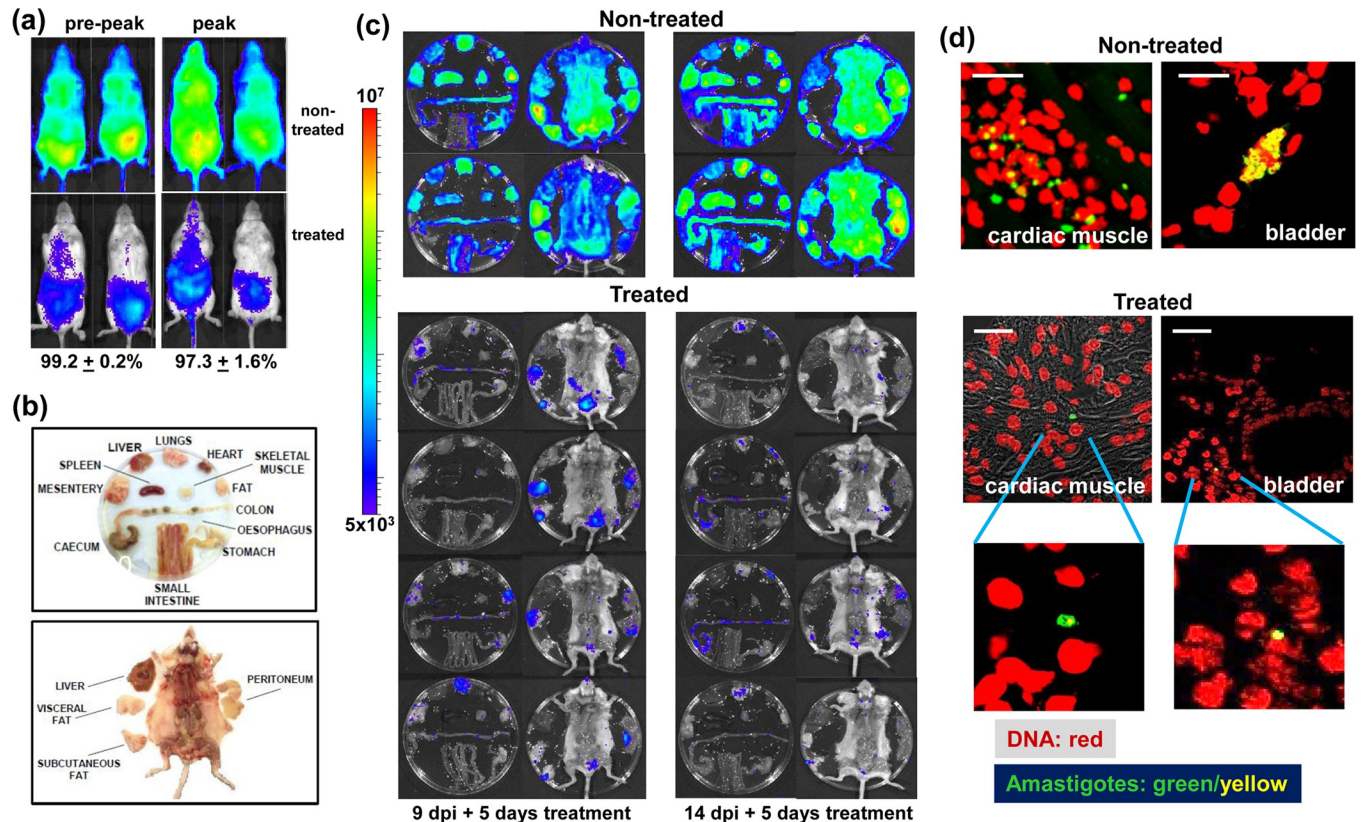 (a)
pre-peak peak
non-
treated
treated
99.2 ± 0.2% 97.3 ± 1.6%
(b)
LUNGS
LIVER
HEART
SPLEEN
SKELETAL
MUSCLE
MESENTERY
FAT
COLON
OESOPHAGUS
CAECUM
STOMACH
SMALL
INTESTINE
LIVER
PERITONEUM
VISCERAL
FAT
SUBCUTANEOUS
FAT
(c)
Non-treated
10⁷
5x10³
Treated
9 dpi + 5 days treatment 14 dpi + 5 days treatment
(d)
Non-treated
cardiac muscle bladder
Treated
cardiac muscle bladder
DNA: red
Amastigotes: green/yellow